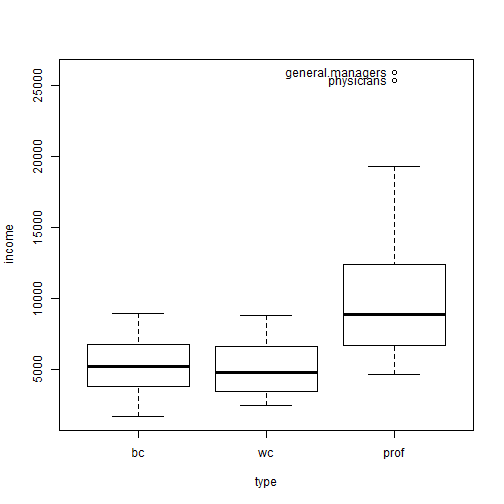 general.managers
physicians
25000
20000
15000
10000
5000
income
bc
wc
prof
type